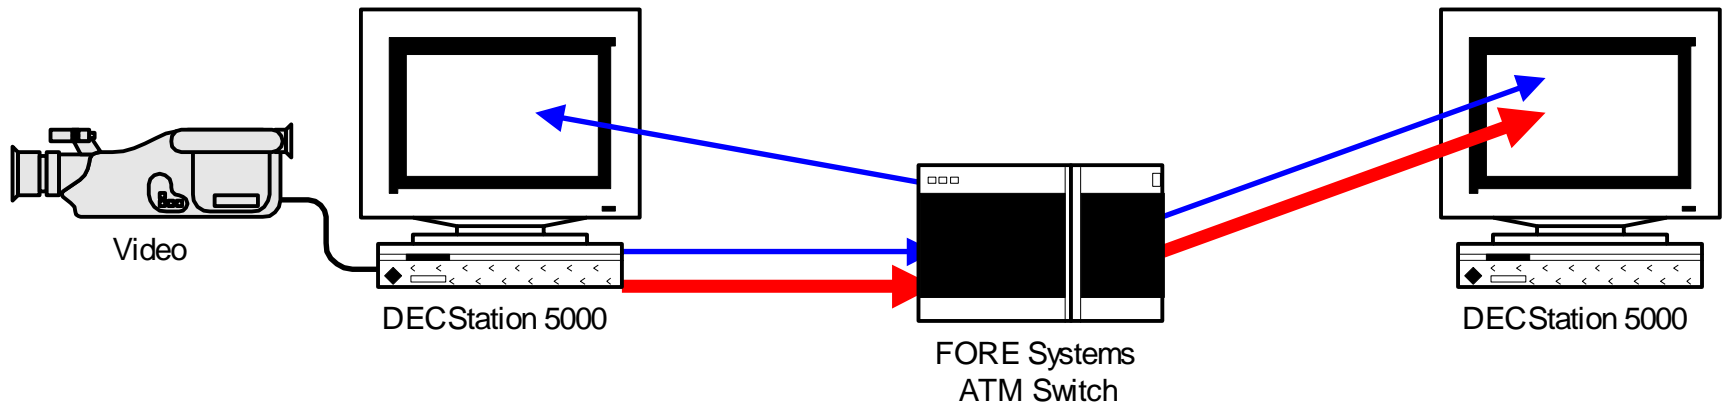 Video
DECStation 5000
FORE Systems
ATM Switch
DECStation 5000